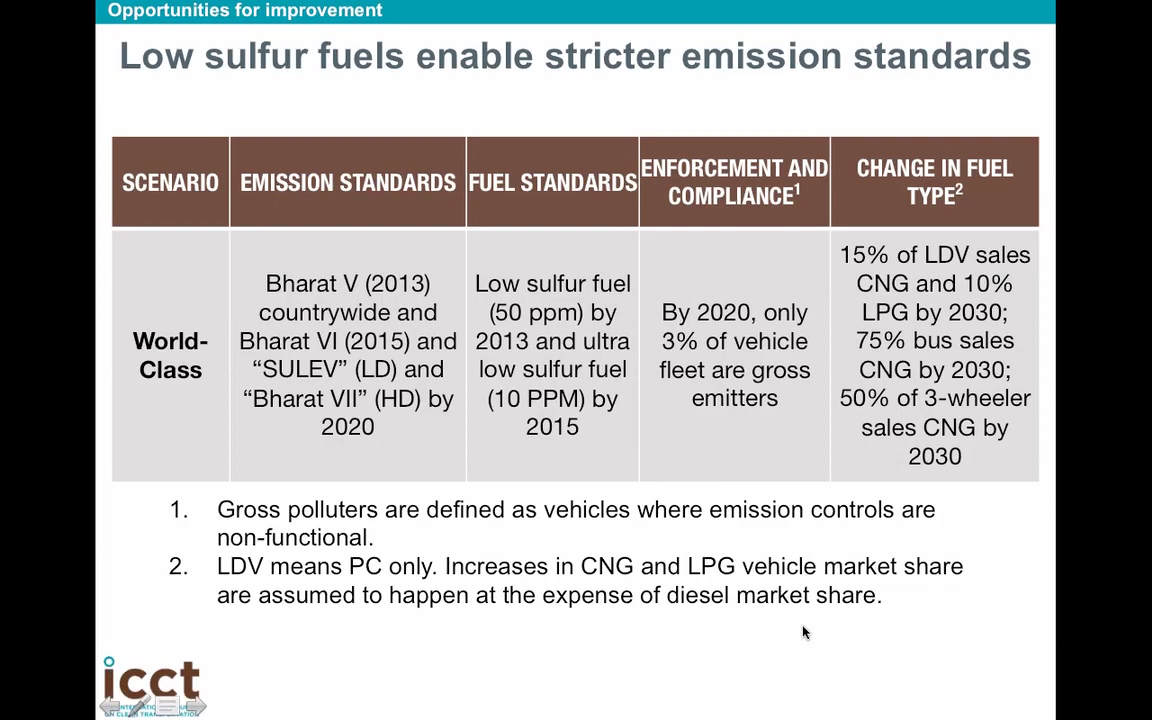 Opportunities for improvement
Low sulfur fuels enable stricter emission standards
SCENARIO
EMISSION STANDARDS
FUEL STANDARDS
ENFORCEMENT AND
COMPLIANCE1
CHANGE IN FUEL
TYPE2
World-
Class
Bharat V (2013)
countrywide and
Bharat VI (2015) and
“SULEV” (LD) and
“Bharat VII” (HD) by
2020
Low sulfur fuel
(50 ppm) by
2013 and ultra
low sulfur fuel
(10 PPM) by
2015
By 2020, only
3% of vehicle
fleet are gross
emitters
15% of LDV sales
CNG and 10%
LPG by 2030;
75% bus sales
CNG by 2030;
50% of 3-wheeler
sales CNG by
2030
1. Gross polluters are defined as vehicles where emission controls are
non-functional.
2. LDV means PC only. Increases in CNG and LPG vehicle market share
are assumed to happen at the expense of diesel market share.
icct